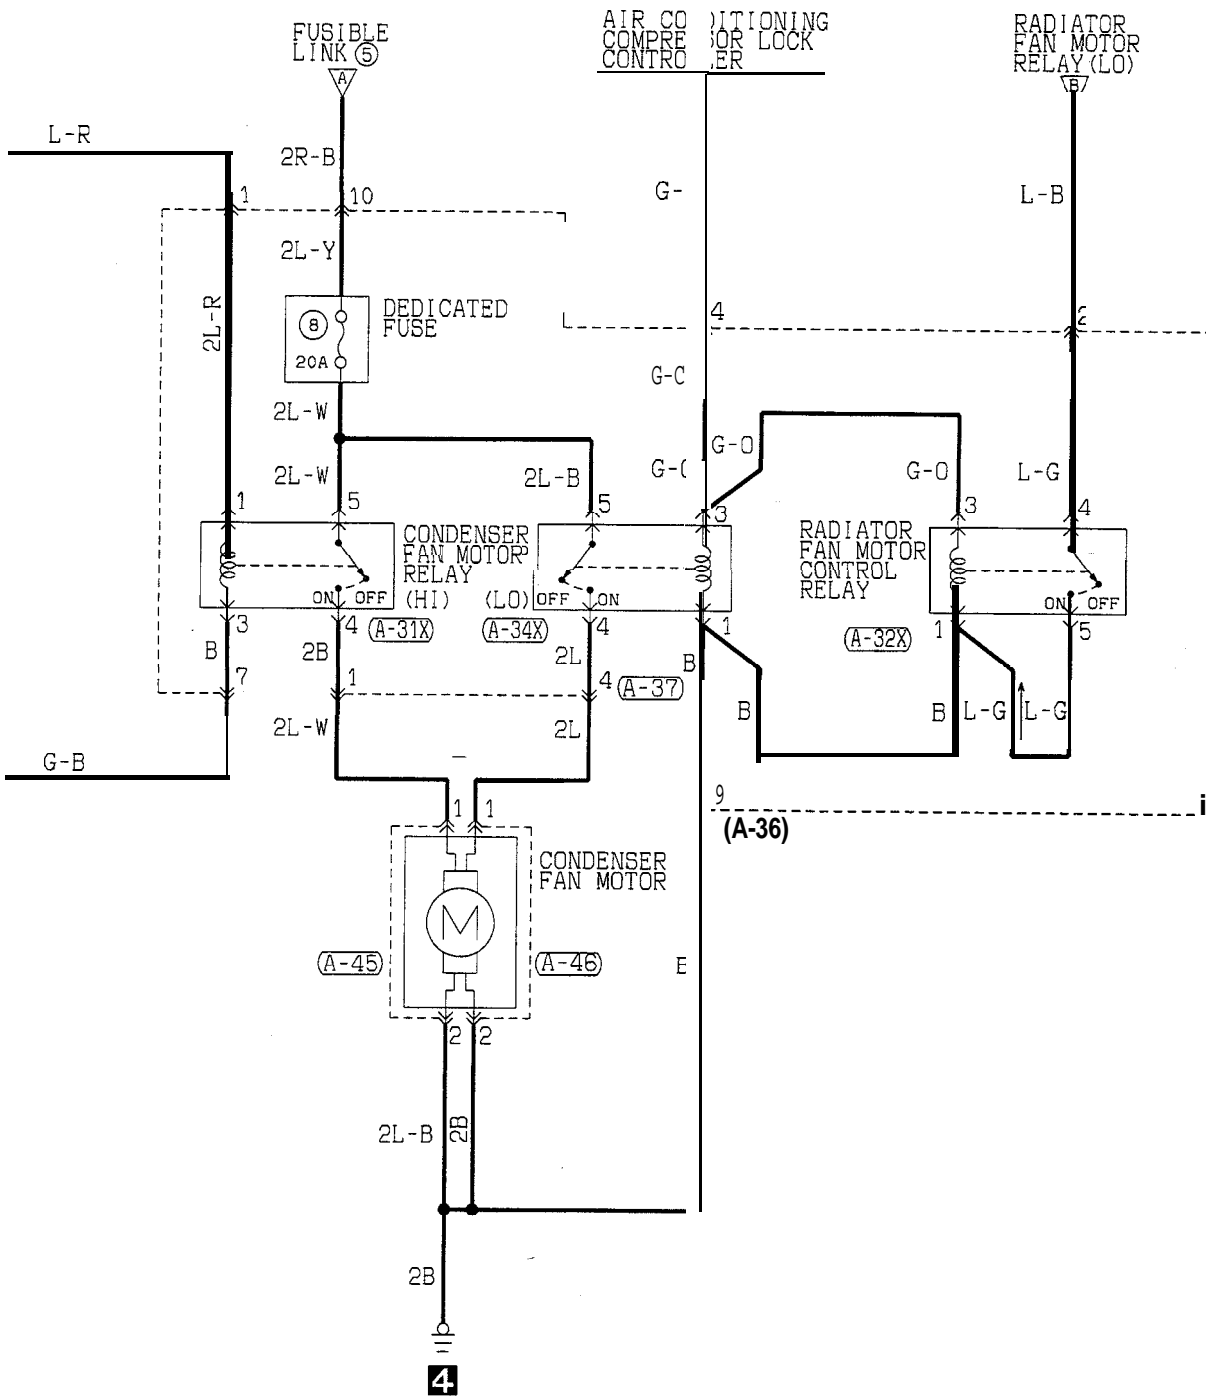 FUSIBLE
LINK ⑤
A
AIR CO DITIONING
COMPRE SOR LOCK
CONTRO LER
RADIATOR
FAN MOTOR
RELAY (LO)
B
L-R
2R-B
1
10
G-
L-B
2L-Y
2L-R
8
20A
DEDICATED
FUSE
4
2
G-C
2L-W
G-O
2L-W
2L-B
G-
G-O
L-G
1
5
5
3
3
4
CONDENSER
FAN MOTOR
RELAY
(HI)
(LO)
RADIATOR
FAN MOTOR
CONTROL
RELAY
ON
OFF
OFF
ON
ON
OFF
3
4
A-31X
A-34X
4
1
A-32X
1
5
B
2B
2L
B
7
1
4
A-37
2L-W
2L
B
B
L-G
L-G
G-B
1
1
9
(A-36)
i
CONDENSER
FAN MOTOR
M
A-45
A-46
E
2
2
2L-B
2B
2B
4